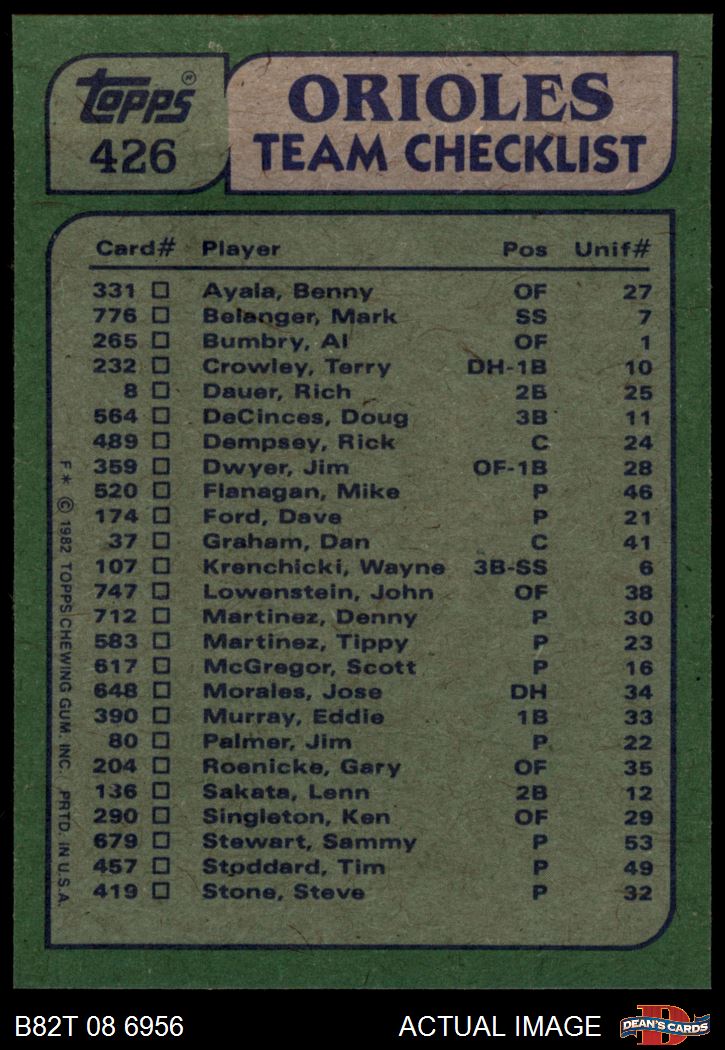 topps®
426
ORIOLES
TEAM CHECKLIST
Card# Player Pos Unif#
331 Ayala, Benny OF 27
776 Belanger, Mark SS 7
265 Bumbry, Al OF 1
232 Crowley, Terry DH-1B 10
8 Dauer, Rich 2B 25
564 DeCinces, Doug 3B 11
489 Dempsey, Rick C 24
359 Dwyer, Jim OF-1B 28
520 Flanagan, Mike P 46
174 Ford, Dave P 21
37 Graham, Dan C 41
107 Krenchicki, Wayne 3B-SS 6
747 Lowenstein, John OF 38
712 Martinez, Denny P 30
583 Martinez, Tippy P 23
617 McGregor, Scott P 16
648 Morales, Jose DH 34
390 Murray, Eddie 1B 33
80 Palmer, Jim P 22
204 Roenicke, Gary OF 35
136 Sakata, Lenn 2B 12
290 Singleton, Ken OF 29
679 Stewart, Sammy P 53
457 Stoddard, Tim P 49
419 Stone, Steve P 32
F* © 1982 TOPPS CHEWING GUM. INC. PRTD. IN U.S.A.
B82T 08 6956 ACTUAL IMAGE
D
DEAN'S CARDS